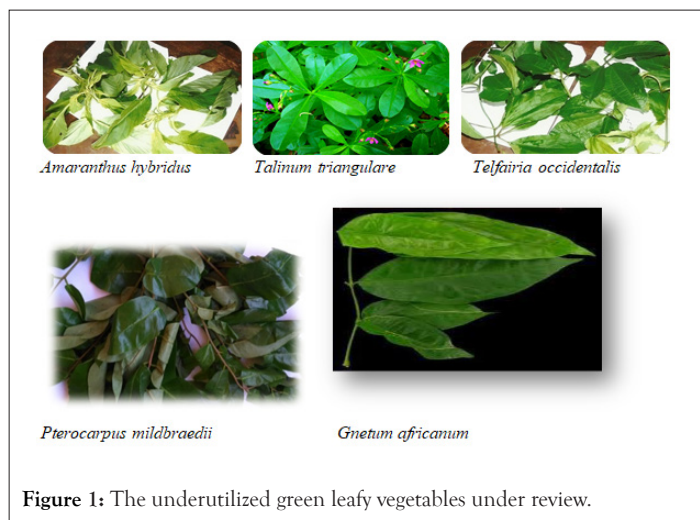 Amaranthus hybridus
Talinum triangulare
Telfairia occidentalis
Pterocarpus mildbraedii
Gnetum africanum
Figure 1: The underutilized green leafy vegetables under review.